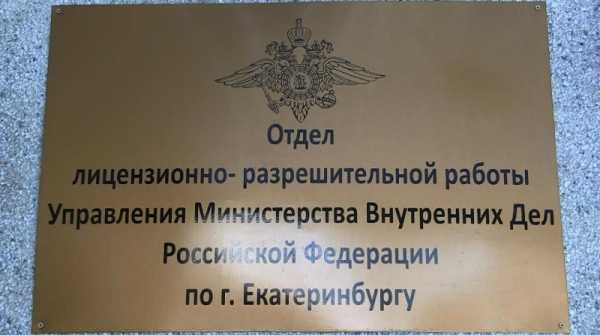 Отдел
лицензионно- разрешительной работы
Управления Министерства Внутренних Дел
Российской Федерации
по г. Екатеринбургу